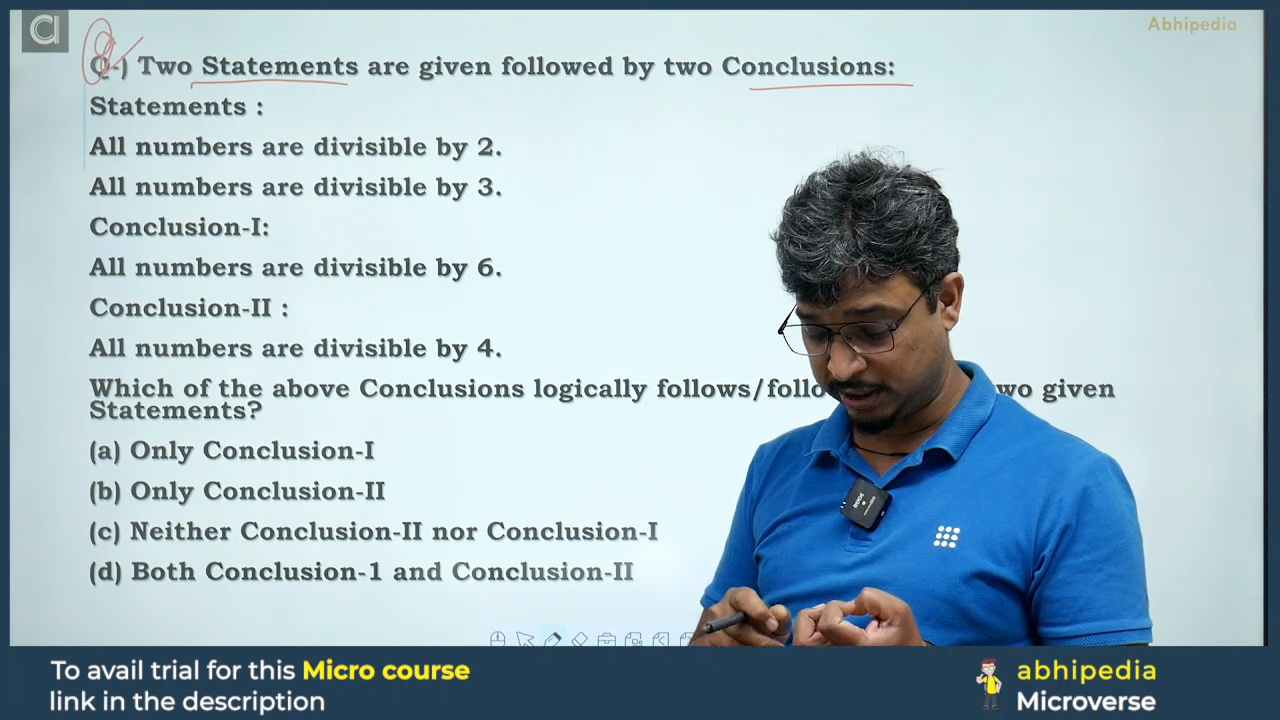 Abhipedia
Q.) Two Statements are given followed by two Conclusions:
Statements :
All numbers are divisible by 2.
All numbers are divisible by 3.
Conclusion-I:
All numbers are divisible by 6.
Conclusion-II :
All numbers are divisible by 4.
Which of the above Conclusions logically follows/follo wo given
Statements?
(a) Only Conclusion-I
(b) Only Conclusion-II
(c) Neither Conclusion-II nor Conclusion-I
(d) Both Conclusion-1 and Conclusion-II
To avail trial for this Micro course
link in the description
abhipedia
Microverse